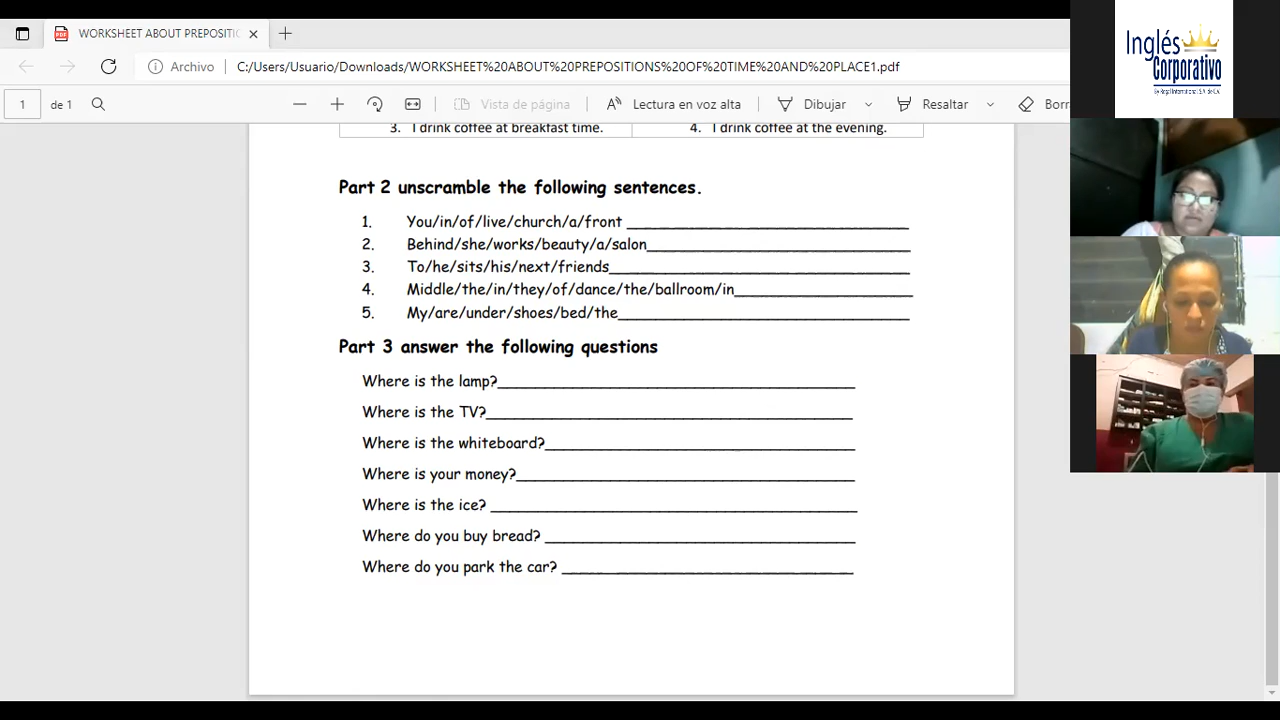 WORKSHEET ABOUT PREPOSITIC
Archivo C:/Users/Usuario/Downloads/WORKSHEET%20ABOUT%20PREPOSITIONS%20OF%20TIME%20AND%20PLACE1.pdf
1 de 1 Vista de página Lectura en voz alta Dibujar Resaltar Borra
3. I drink coffee at breakfast time. 4. I drink coffee at the evening.
Part 2 unscramble the following sentences.
1. You/in/of/live/church/a/front
2. Behind/she/works/beauty/a/salon
3. To/he/sits/his/next/friends
4. Middle/the/in/they/of/dance/the/ballroom/in
5. My/are/under/shoes/bed/the
Part 3 answer the following questions
Where is the lamp?
Where is the TV?
Where is the whiteboard?
Where is your money?
Where is the ice?
Where do you buy bread?
Where do you park the car?
Inglés
Corporativo
by Regal International S.A. de C.V.